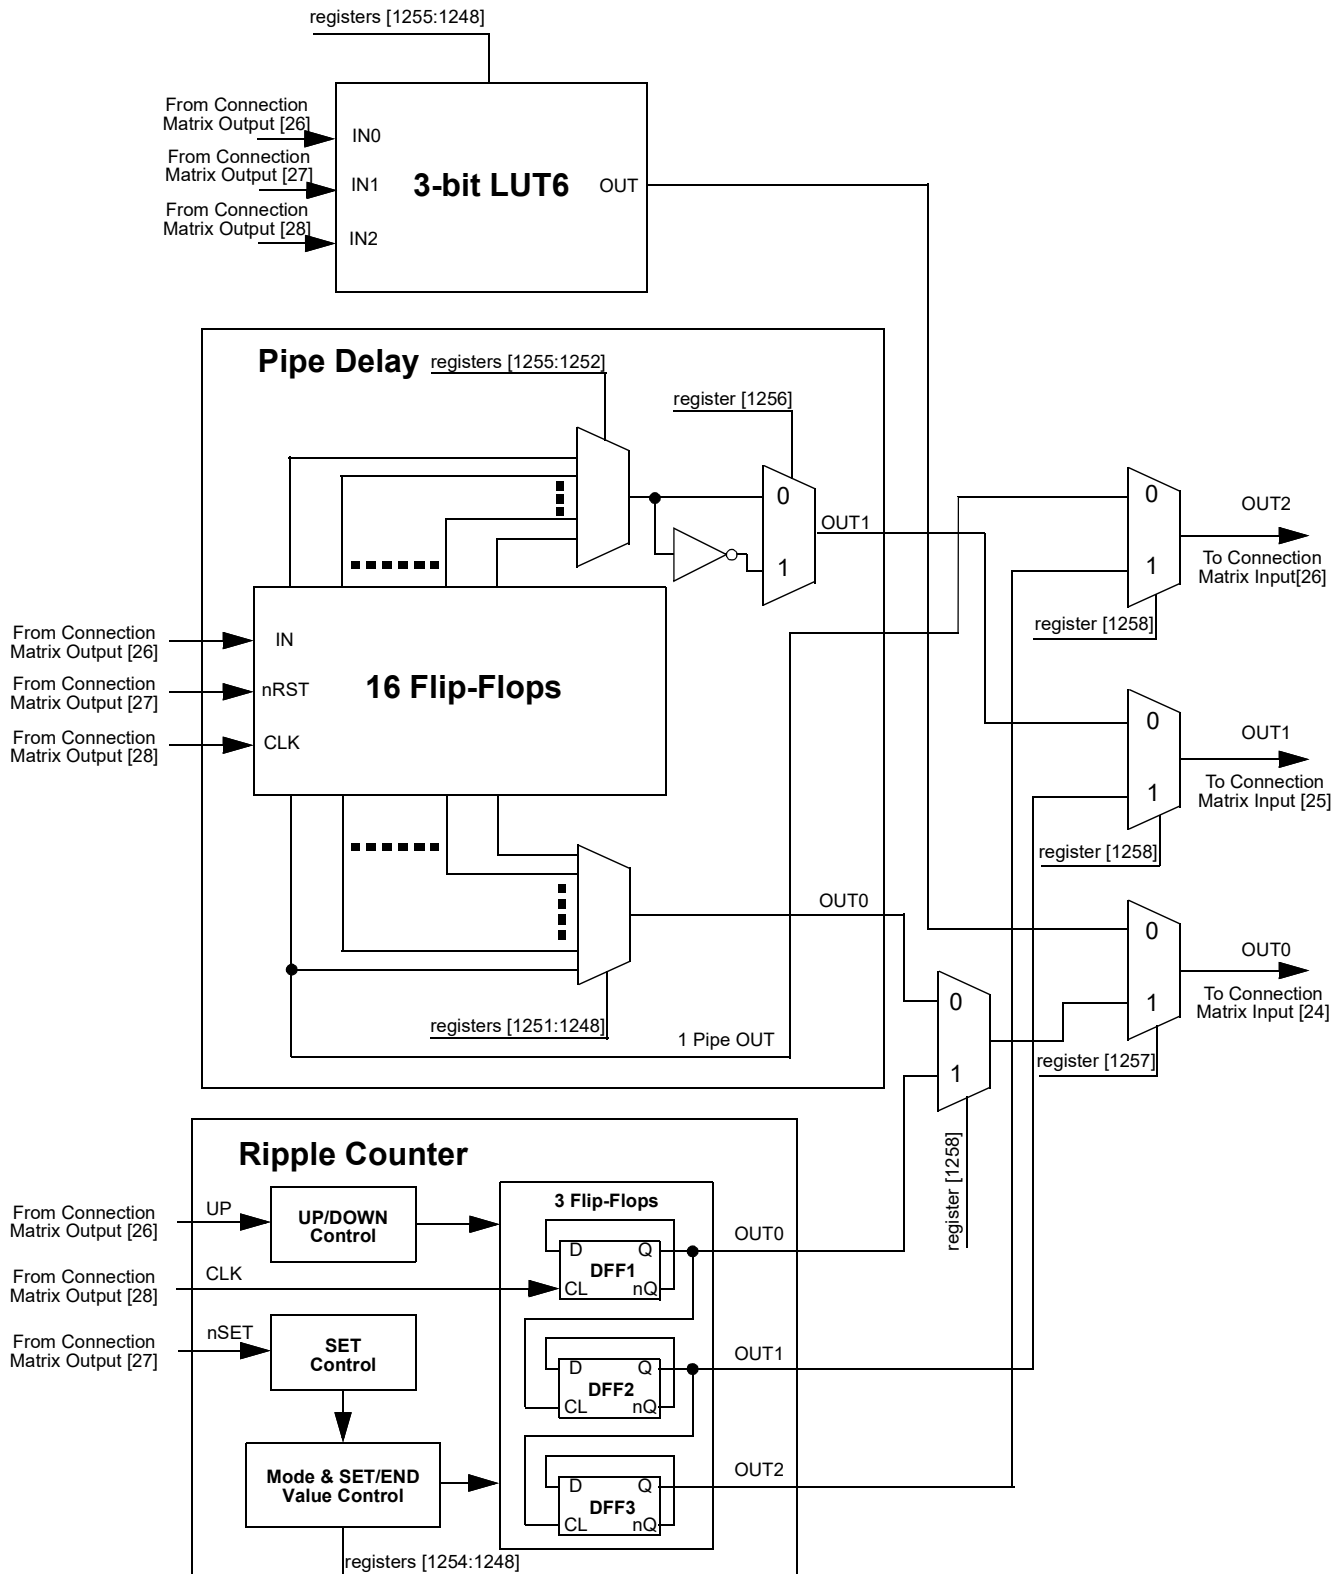 registers [1255:1248]
From Connection
Matrix Output [26]
IN0
From Connection
Matrix Output [27]
IN1
3-bit LUT6
OUT
From Connection
Matrix Output [28]
IN2
Pipe Delay
registers [1255:1252]
register [1256]
0
1
OUT1
0
1
OUT2
To Connection
Matrix Input[26]
register [1258]
From Connection
Matrix Output [26]
IN
From Connection
Matrix Output [27]
nRST
16 Flip-Flops
From Connection
Matrix Output [28]
CLK
0
1
OUT1
To Connection
Matrix Input [25]
register [1258]
OUT0
registers [1251:1248]
1 Pipe OUT
0
1
OUT0
To Connection
Matrix Input [24]
register [1257]
0
1
register [1258]
Ripple Counter
From Connection
Matrix Output [26]
UP
UP/DOWN
Control
3 Flip-Flops
D
Q
DFF1
CL
nQ
OUT0
From Connection
Matrix Output [28]
CLK
From Connection
Matrix Output [27]
nSET
SET
Control
D
Q
DFF2
CL
nQ
OUT1
Mode & SET/END
Value Control
D
Q
DFF3
CL
nQ
OUT2
registers [1254:1248]